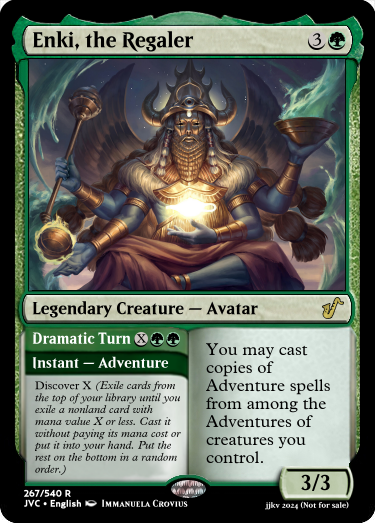 Enki, the Regaler 3
Legendary Creature — Avatar
Dramatic Turn X
Instant — Adventure
Discover X (Exile cards from
the top of your library until you
exile a nonland card with
mana value X or less. Cast it
without paying its mana cost or
put it into your hand. Put the
rest on the bottom in a random
order.)
You may cast
copies of
Adventure spells
from among the
Adventures of
creatures you
control.
3/3
267/540 R
JVC • English Immanuela Crovius
jjkv 2024 (Not for sale)